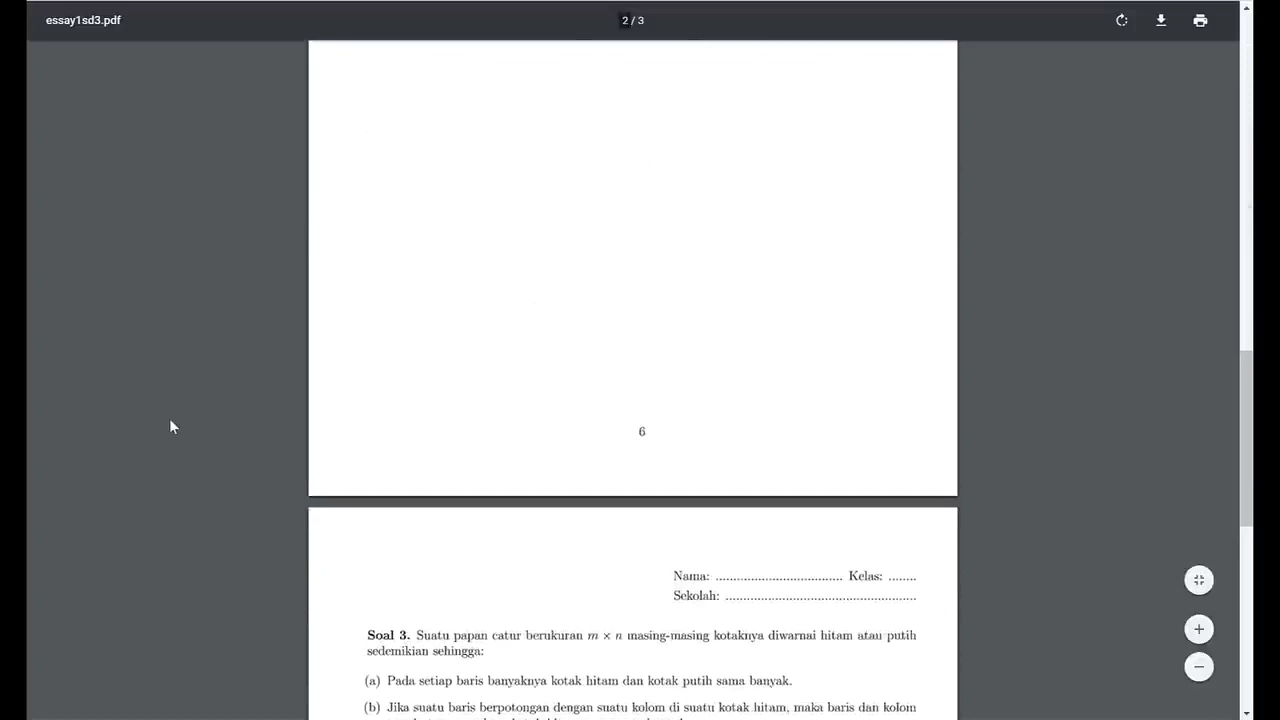 essay1sd3.pdf
2 / 3
6
Nama: ..................................... Kelas: ........
Sekolah: .......................................................
Soal 3. Suatu papan catur berukuran m × n masing-masing kotaknya diwarnai hitam atau putih
sedemikian sehingga:
(a) Pada setiap baris banyaknya kotak hitam dan kotak putih sama banyak.
(b) Jika suatu baris berpotongan dengan suatu kolom di suatu kotak hitam, maka baris dan kolom